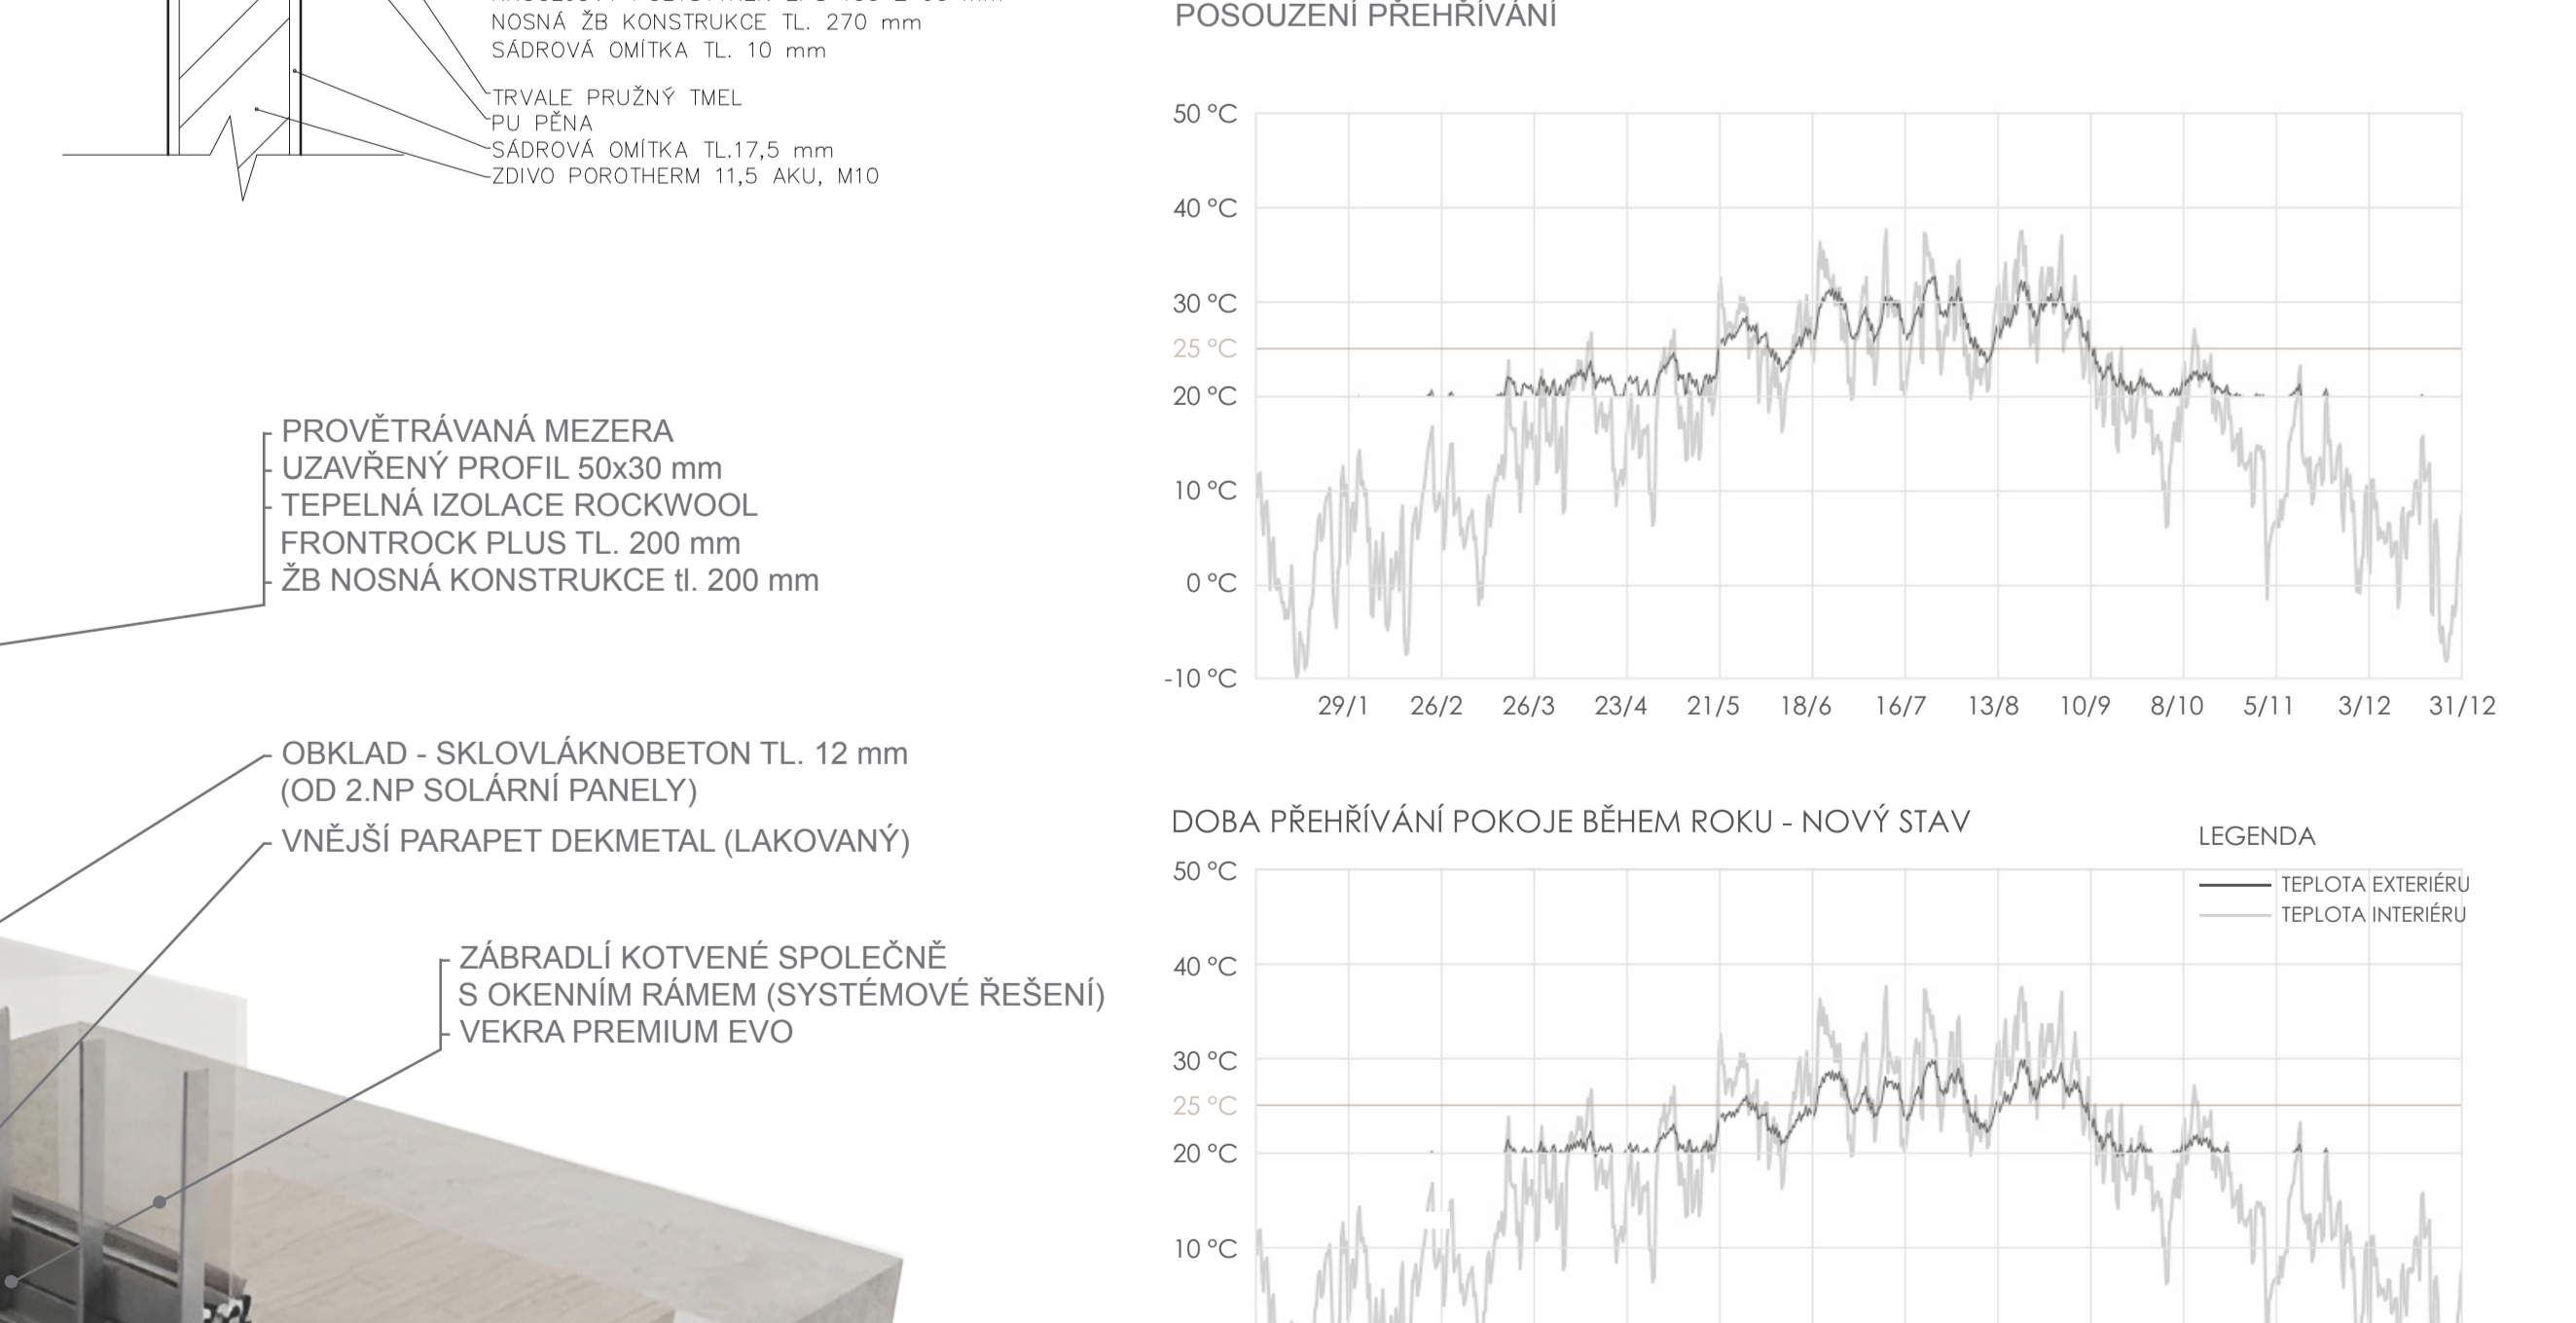 NOSNÁ ŽB KONSTRUKCE TL. 270 mm
SÁDROVÁ OMÍTKA TL. 10 mm
TRVALE PRUŽNÝ TMEL
PU PĚNA
SÁDROVÁ OMÍTKA TL.17,5 mm
ZDIVO POROTHERM 11,5 AKU, M10
PROVĚTRÁVANÁ MEZERA
UZAVŘENÝ PROFIL 50x30 mm
TEPELNÁ IZOLACE ROCKWOOL
FRONTROCK PLUS TL. 200 mm
ŽB NOSNÁ KONSTRUKCE tl. 200 mm
OBKLAD - SKLOVLÁKNOBETON TL. 12 mm
(OD 2.NP SOLÁRNÍ PANELY)
VNĚJŠÍ PARAPET DEKMETAL (LAKOVANÝ)
ZÁBRADLÍ KOTVENÉ SPOLEČNĚ
S OKENNÍM RÁMEM (SYSTÉMOVÉ ŘEŠENÍ)
VEKRA PREMIUM EVO
POSOUZENÍ PŘEHŘÍVÁNÍ
50 °C
40 °C
30 °C
25 °C
20 °C
10 °C
0 °C
-10 °C
29/1 26/2 26/3 23/4 21/5 18/6 16/7 13/8 10/9 8/10 5/11 3/12 31/12
DOBA PŘEHŘÍVÁNÍ POKOJE BĚHEM ROKU - NOVÝ STAV
LEGENDA
TEPLOTA EXTERIÉRU
TEPLOTA INTERIÉRU
50 °C
40 °C
30 °C
25 °C
20 °C
10 °C